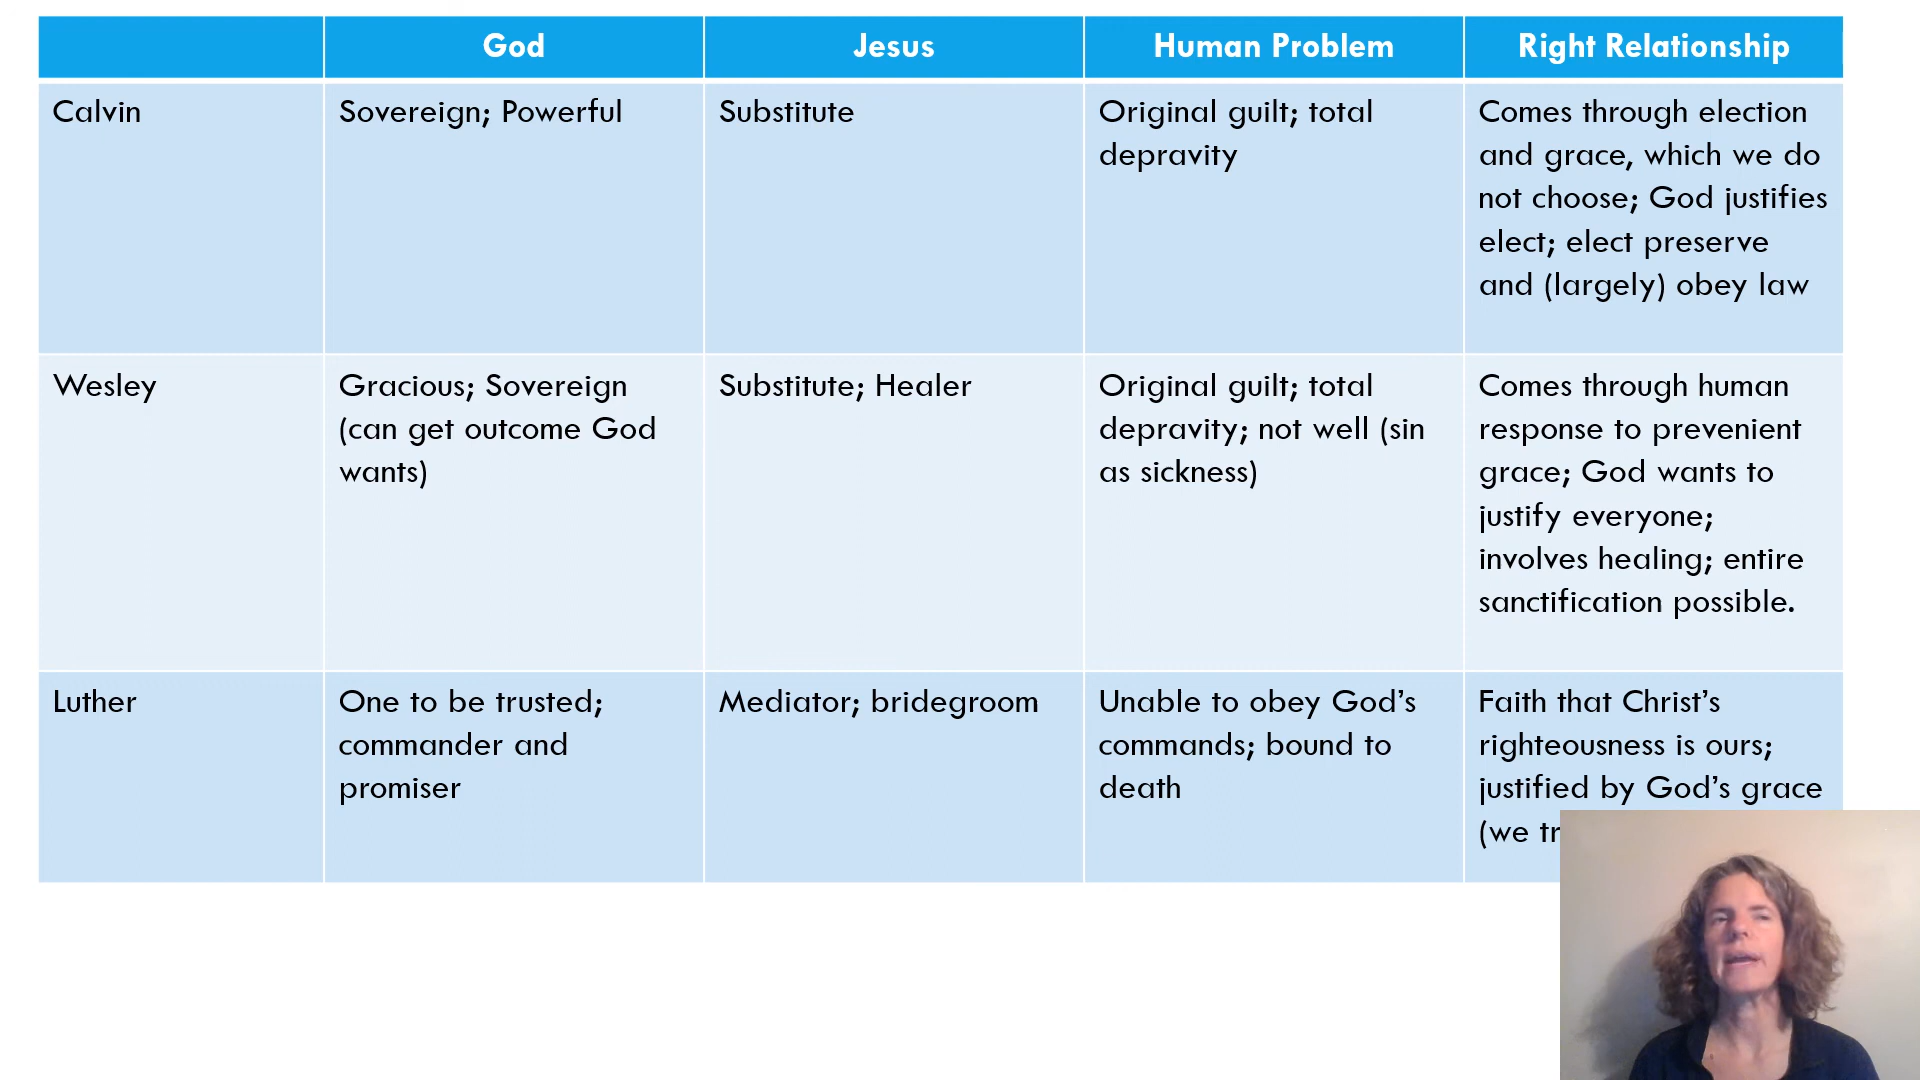 God
Jesus
Human Problem
Right Relationship
Calvin
Sovereign; Powerful
Substitute
Original guilt; total
depravity
Comes through election
and grace, which we do
not choose; God justifies
elect; elect preserve
and (largely) obey law
Wesley
Gracious; Sovereign
(can get outcome God
wants)
Substitute; Healer
Original guilt; total
depravity; not well (sin
as sickness)
Comes through human
response to prevenient
grace; God wants to
justify everyone;
involves healing; entire
sanctification possible.
Luther
One to be trusted;
commander and
promiser
Mediator; bridegroom
Unable to obey God’s
commands; bound to
death
Faith that Christ’s
righteousness is ours;
justified by God’s grace
(we